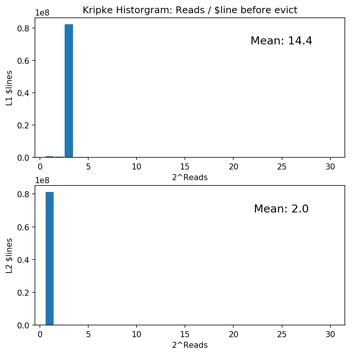 Kripke Historgram: Reads / $line before evict
1e8
Mean: 14.4
0.8
0.6
0.4
0.2
0.0
L1 $lines
0 5 10 15 20 25 30
2^Reads
1e8
Mean: 2.0
0.8
0.6
0.4
0.2
0.0
L2 $lines
0 5 10 15 20 25 30
2^Reads